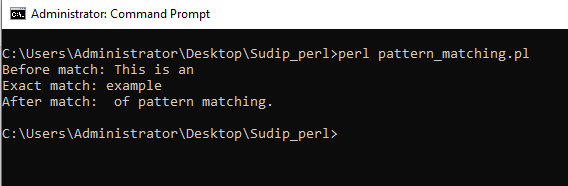 Administrator: Command Prompt
C:\Users\Administrator\Desktop\Sudip_perl>perl pattern_matching.pl
Before match: This is an
Exact match: example
After match:  of pattern matching.
C:\Users\Administrator\Desktop\Sudip_perl>